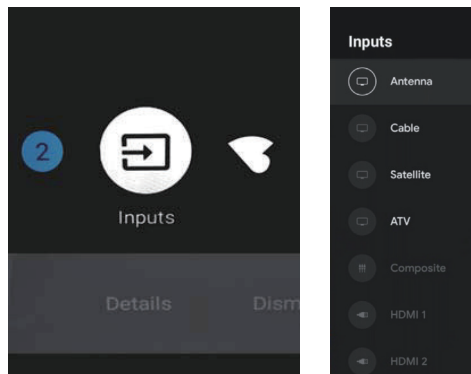 2
Inputs
Details
Dism
Inputs
Antenna
Cable
Satellite
ATV
Composite
HDMI 1
HDMI 2